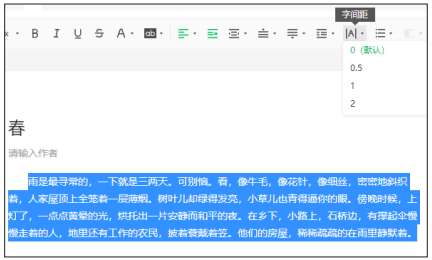 字间距
B I U S A ab
0（默认）
0.5
1
2
春
请输入作者
雨是最寻常的，一下就是三两天。可别恼。看，像牛毛，像花针，像细丝，密密地斜织
着，人家屋顶上全笼着一层薄烟。树叶儿却绿得发亮，小草儿也青得逼你的眼。傍晚时候，上
灯了，一点点黄晕的光，烘托出一片安静而和平的夜。在乡下，小路上，石桥边，有撑起伞慢
慢走着的人，地里还有工作的农民，披着蓑戴着笠。他们的房屋，稀稀疏疏的在雨里静默着。